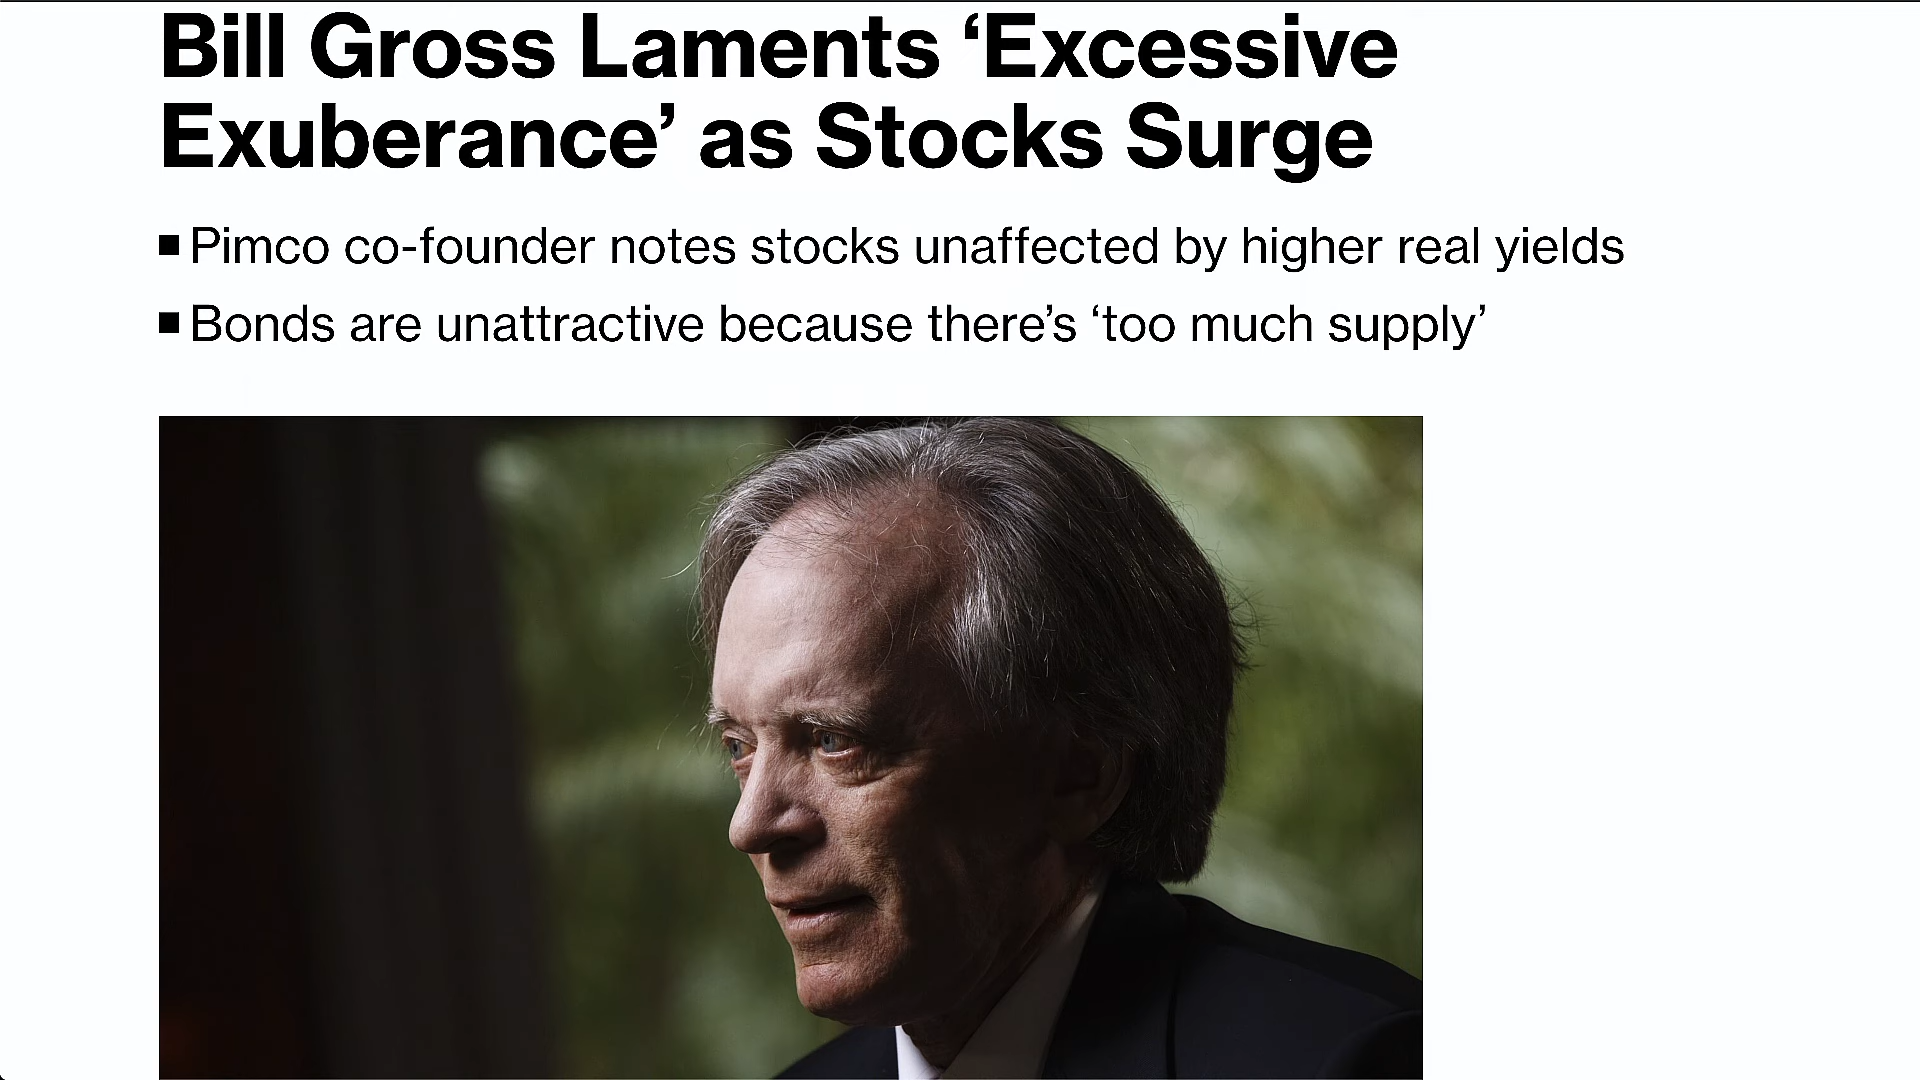 Bill Gross Laments ‘Excessive
Exuberance’ as Stocks Surge
Pimco co-founder notes stocks unaffected by higher real yields
Bonds are unattractive because there’s ‘too much supply’